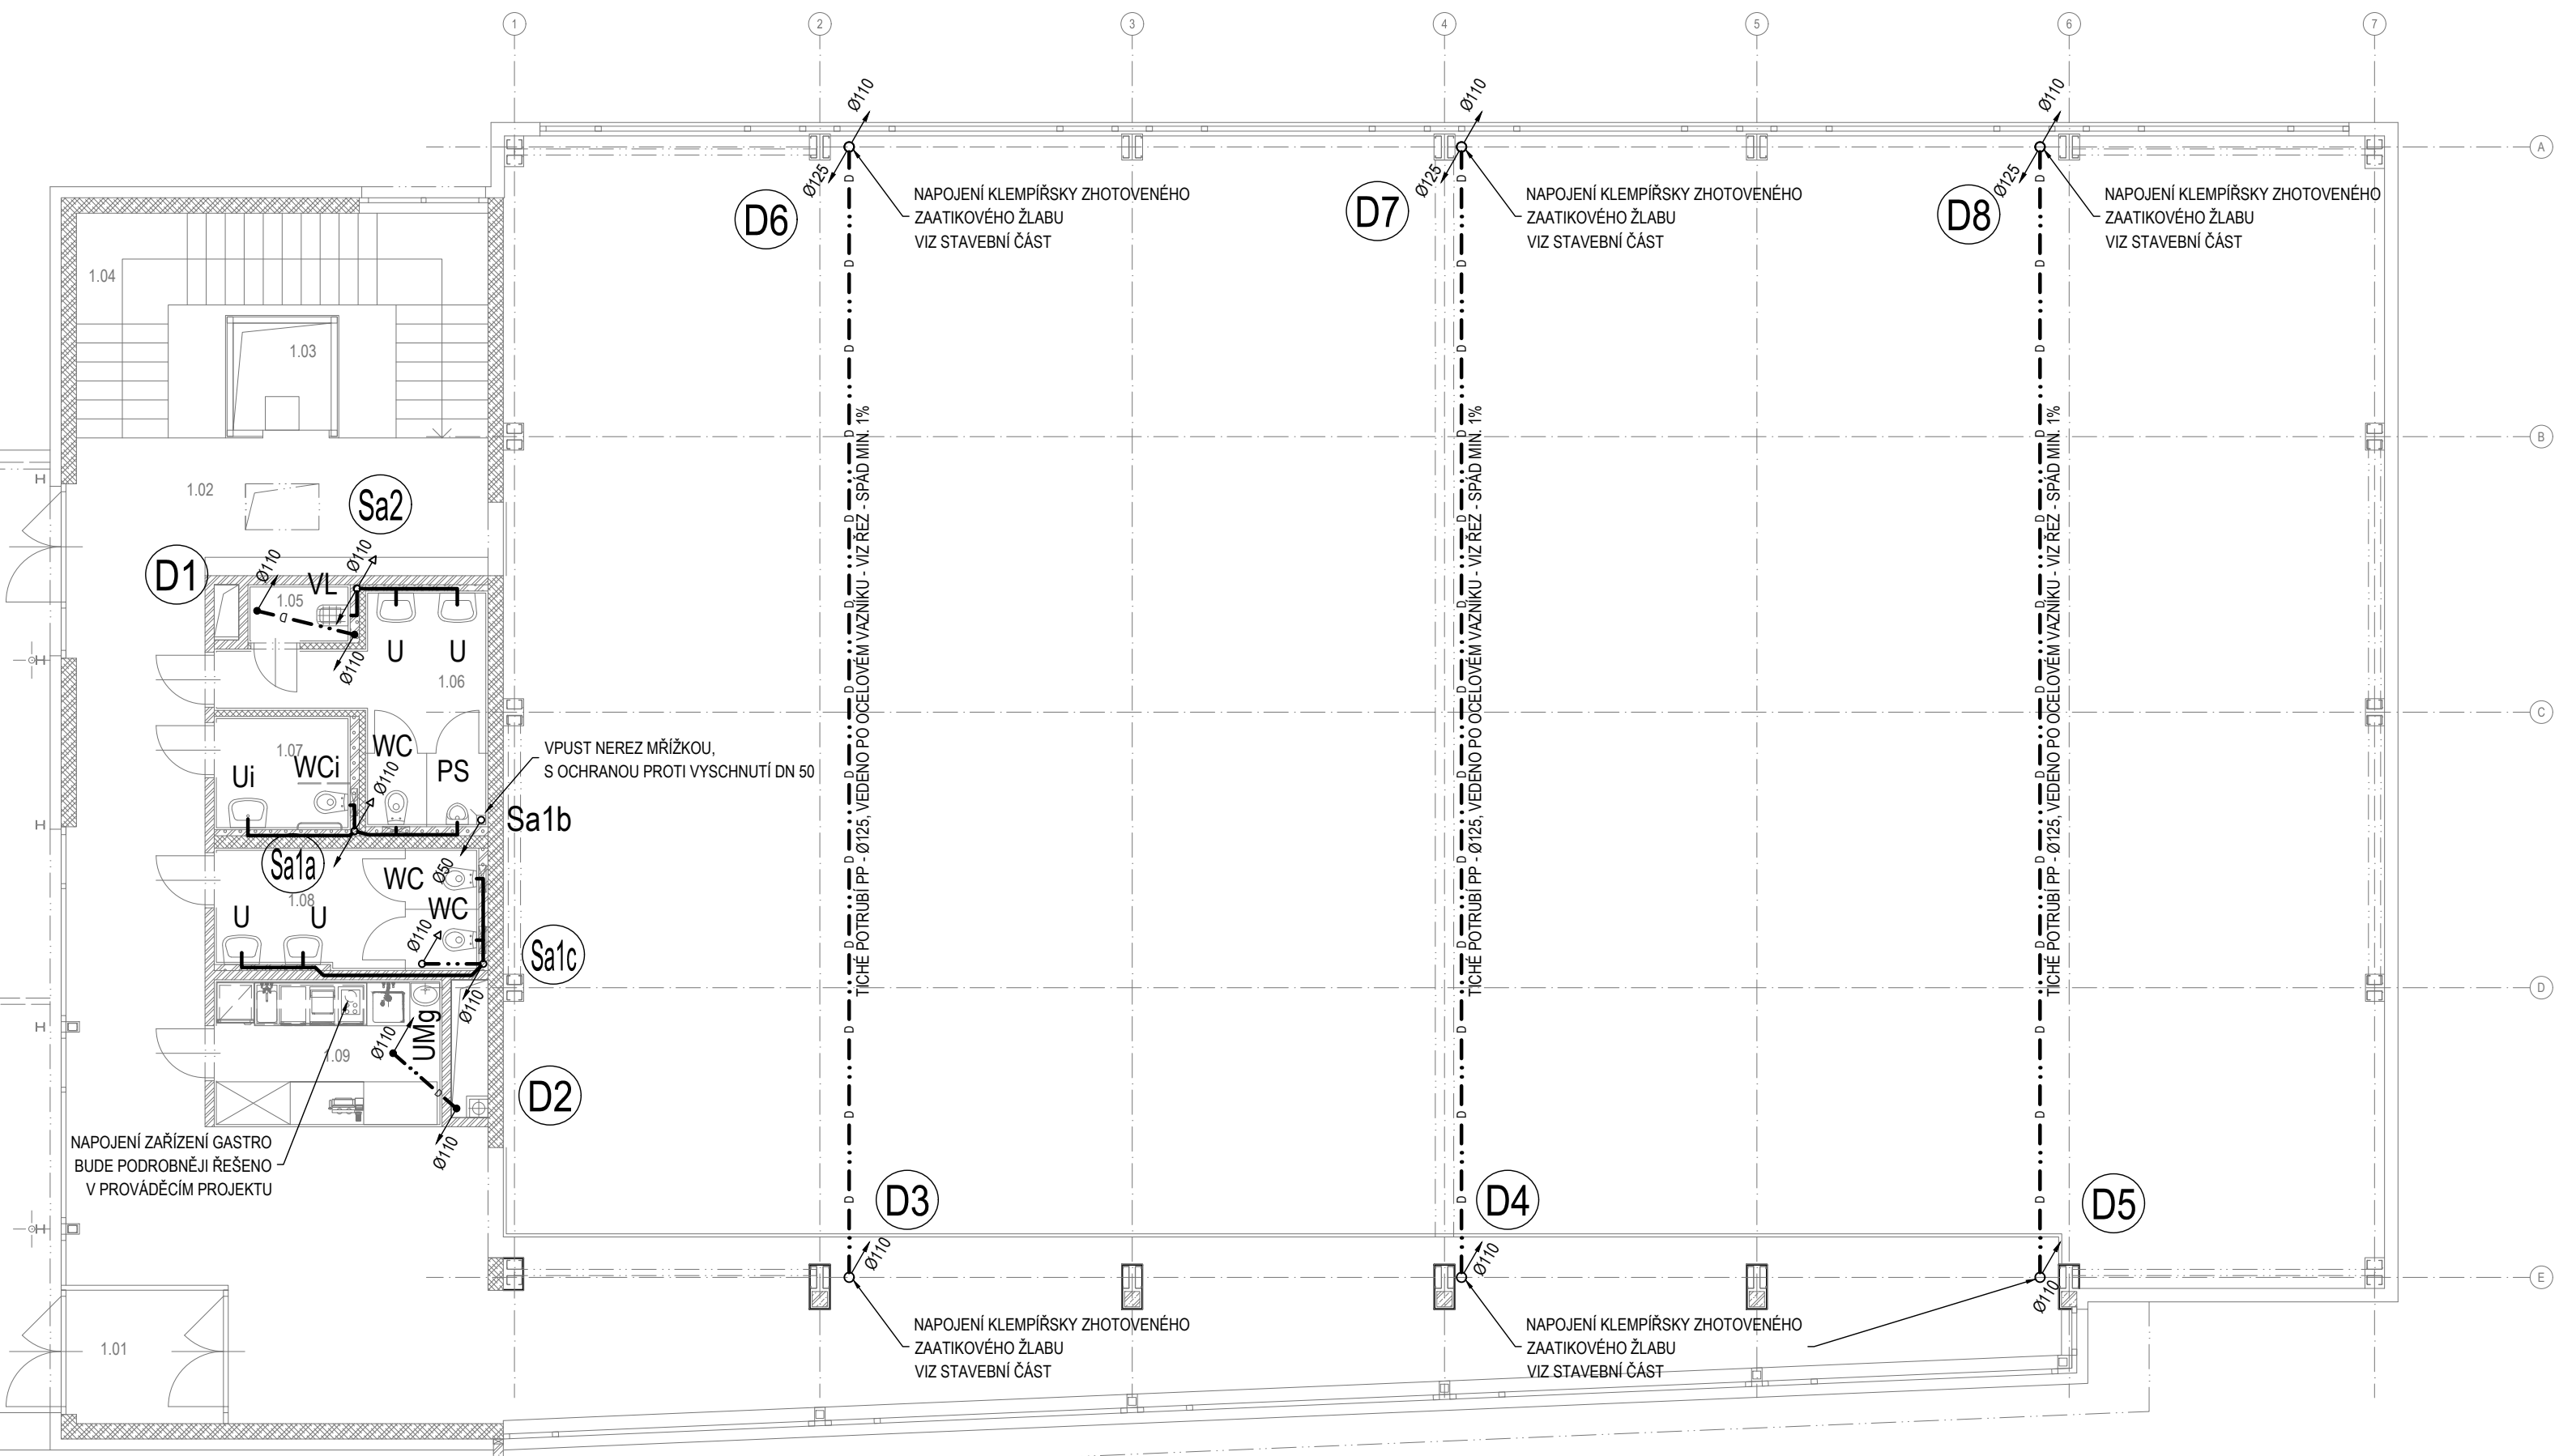 1
2
3
4
5
6
7
A
B
C
D
E
Ø110
Ø125
D6
NAPOJENÍ KLEMPÍŘSKY ZHOTOVENÉHO
ZAATIKOVÉHO ŽLABU
VIZ STAVEBNÍ ČÁST
Ø110
Ø125
D7
NAPOJENÍ KLEMPÍŘSKY ZHOTOVENÉHO
ZAATIKOVÉHO ŽLABU
VIZ STAVEBNÍ ČÁST
Ø110
Ø125
D8
NAPOJENÍ KLEMPÍŘSKY ZHOTOVENÉHO
ZAATIKOVÉHO ŽLABU
VIZ STAVEBNÍ ČÁST
1.04
1.03
1.02
Sa2
D1
Ø110
VL
Ø110
1.05
Ø110
U
U
1.06
1.07
Ui
WCi
WC
Ø110
PS
VPUST NEREZ MŘÍŽKOU,
S OCHRANOU PROTI VYSCHNUTÍ DN 50
Sa1b
Sa1a
Ø50
WC
1.08
WC
U
U
Ø110
Sa1c
Ø110
UMg
Ø110
1.09
D2
Ø110
NAPOJENÍ ZAŘÍZENÍ GASTRO
BUDE PODROBNĚJI ŘEŠENO
V PROVÁDĚCÍM PROJEKTU
TICHÉ POTRUBÍ PP - Ø125, VEDENO PO OCELOVÉM VAZNÍKU - VIZ ŘEZ - SPÁD MIN. 1%
TICHÉ POTRUBÍ PP - Ø125, VEDENO PO OCELOVÉM VAZNÍKU - VIZ ŘEZ - SPÁD MIN. 1%
TICHÉ POTRUBÍ PP - Ø125, VEDENO PO OCELOVÉM VAZNÍKU - VIZ ŘEZ - SPÁD MIN. 1%
D3
Ø110
D4
Ø110
D5
Ø110
NAPOJENÍ KLEMPÍŘSKY ZHOTOVENÉHO
ZAATIKOVÉHO ŽLABU
VIZ STAVEBNÍ ČÁST
NAPOJENÍ KLEMPÍŘSKY ZHOTOVENÉHO
ZAATIKOVÉHO ŽLABU
VIZ STAVEBNÍ ČÁST
1.01